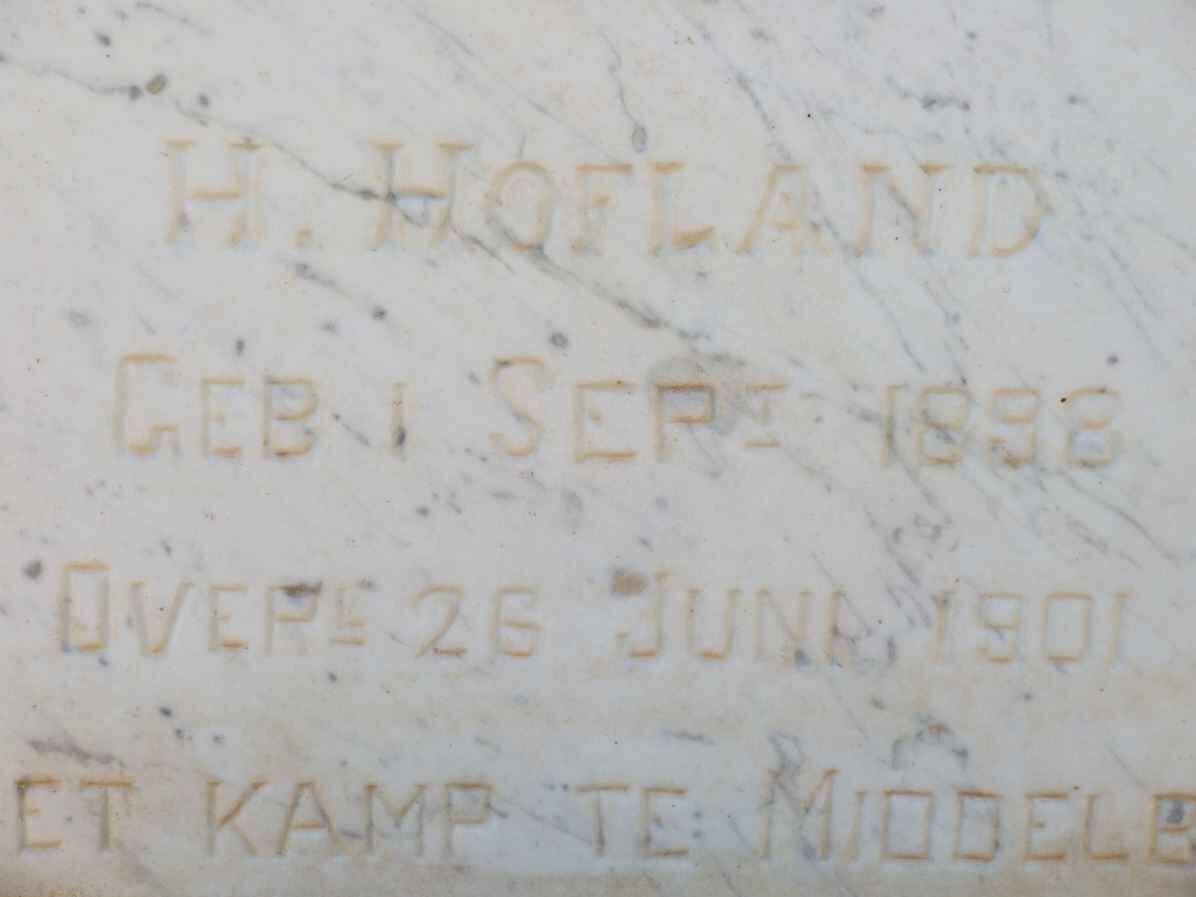 H. HOFLAND
GEB 1 SEPT 1898
OVERL 26 JUNI 1901
ET KAMP TE MIDDELB